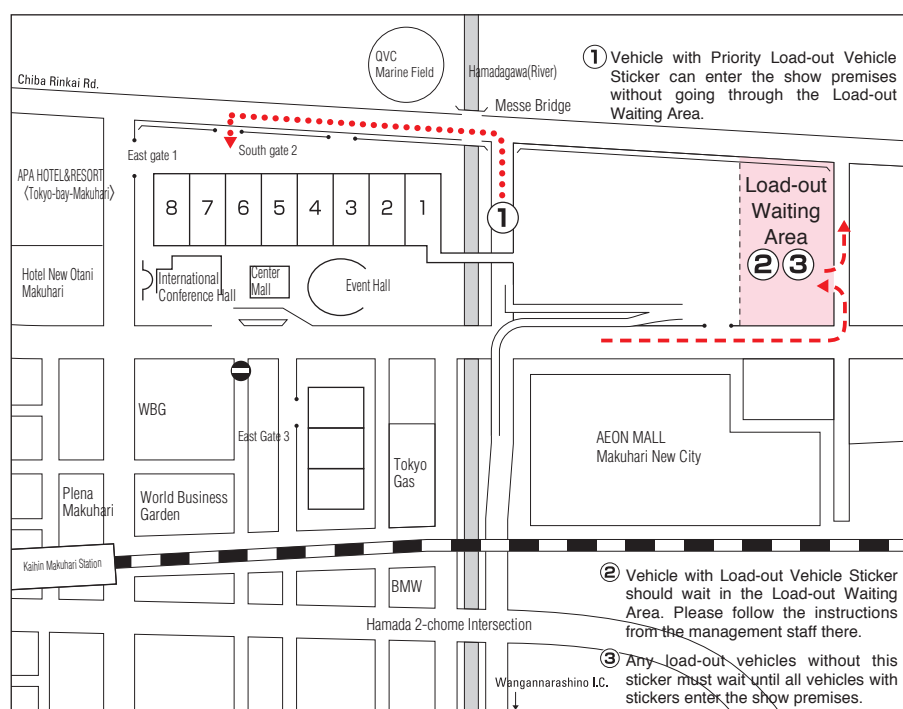 QVC
Marine Field
Hamadagawa(River)
① Vehicle with Priority Load-out Vehicle
Sticker can enter the show premises
without going through the Load-out
Waiting Area.
Chiba Rinkai Rd.
Messe Bridge
East gate 1
South gate 2
APA HOTEL&RESORT
〈Tokyo-bay-Makuhari〉
8 7 6 5 4 3 2 1
①
Load-out
Waiting
Area
② ③
Hotel New Otani
Makuhari
International
Conference Hall
Center
Mall
Event Hall
WBG
East Gate 3
AEON MALL
Makuhari New City
Tokyo
Gas
Plena
Makuhari
World Business
Garden
Kaihin Makuhari Station
BMW
Hamada 2-chome Intersection
② Vehicle with Load-out Vehicle Sticker
should wait in the Load-out Waiting
Area. Please follow the instructions
from the management staff there.
③ Any load-out vehicles without this
sticker must wait until all vehicles with
stickers enter the show premises.
Wangannarashino I.C.